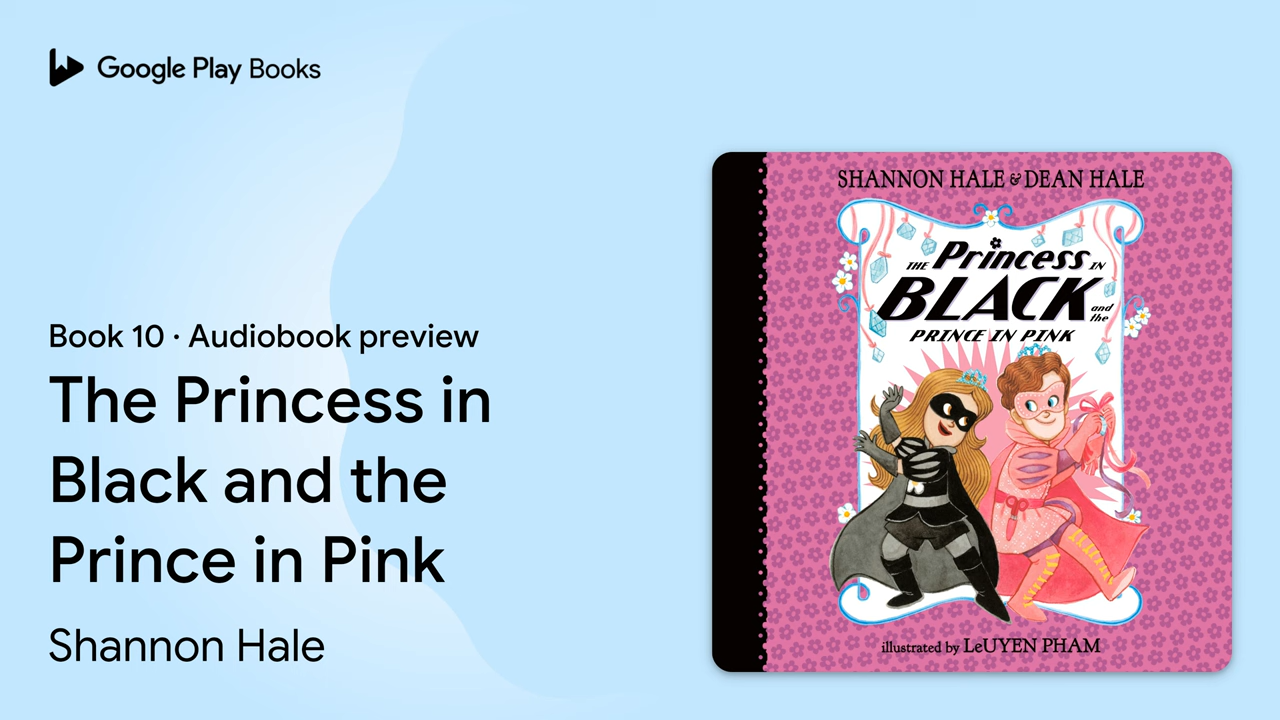 Google Play Books
Book 10 · Audiobook preview
The Princess in
Black and the
Prince in Pink
Shannon Hale
SHANNON HALE & DEAN HALE
THE Princess IN
BLACK and the
PRINCE IN PINK
illustrated by LeUYEN PHAM